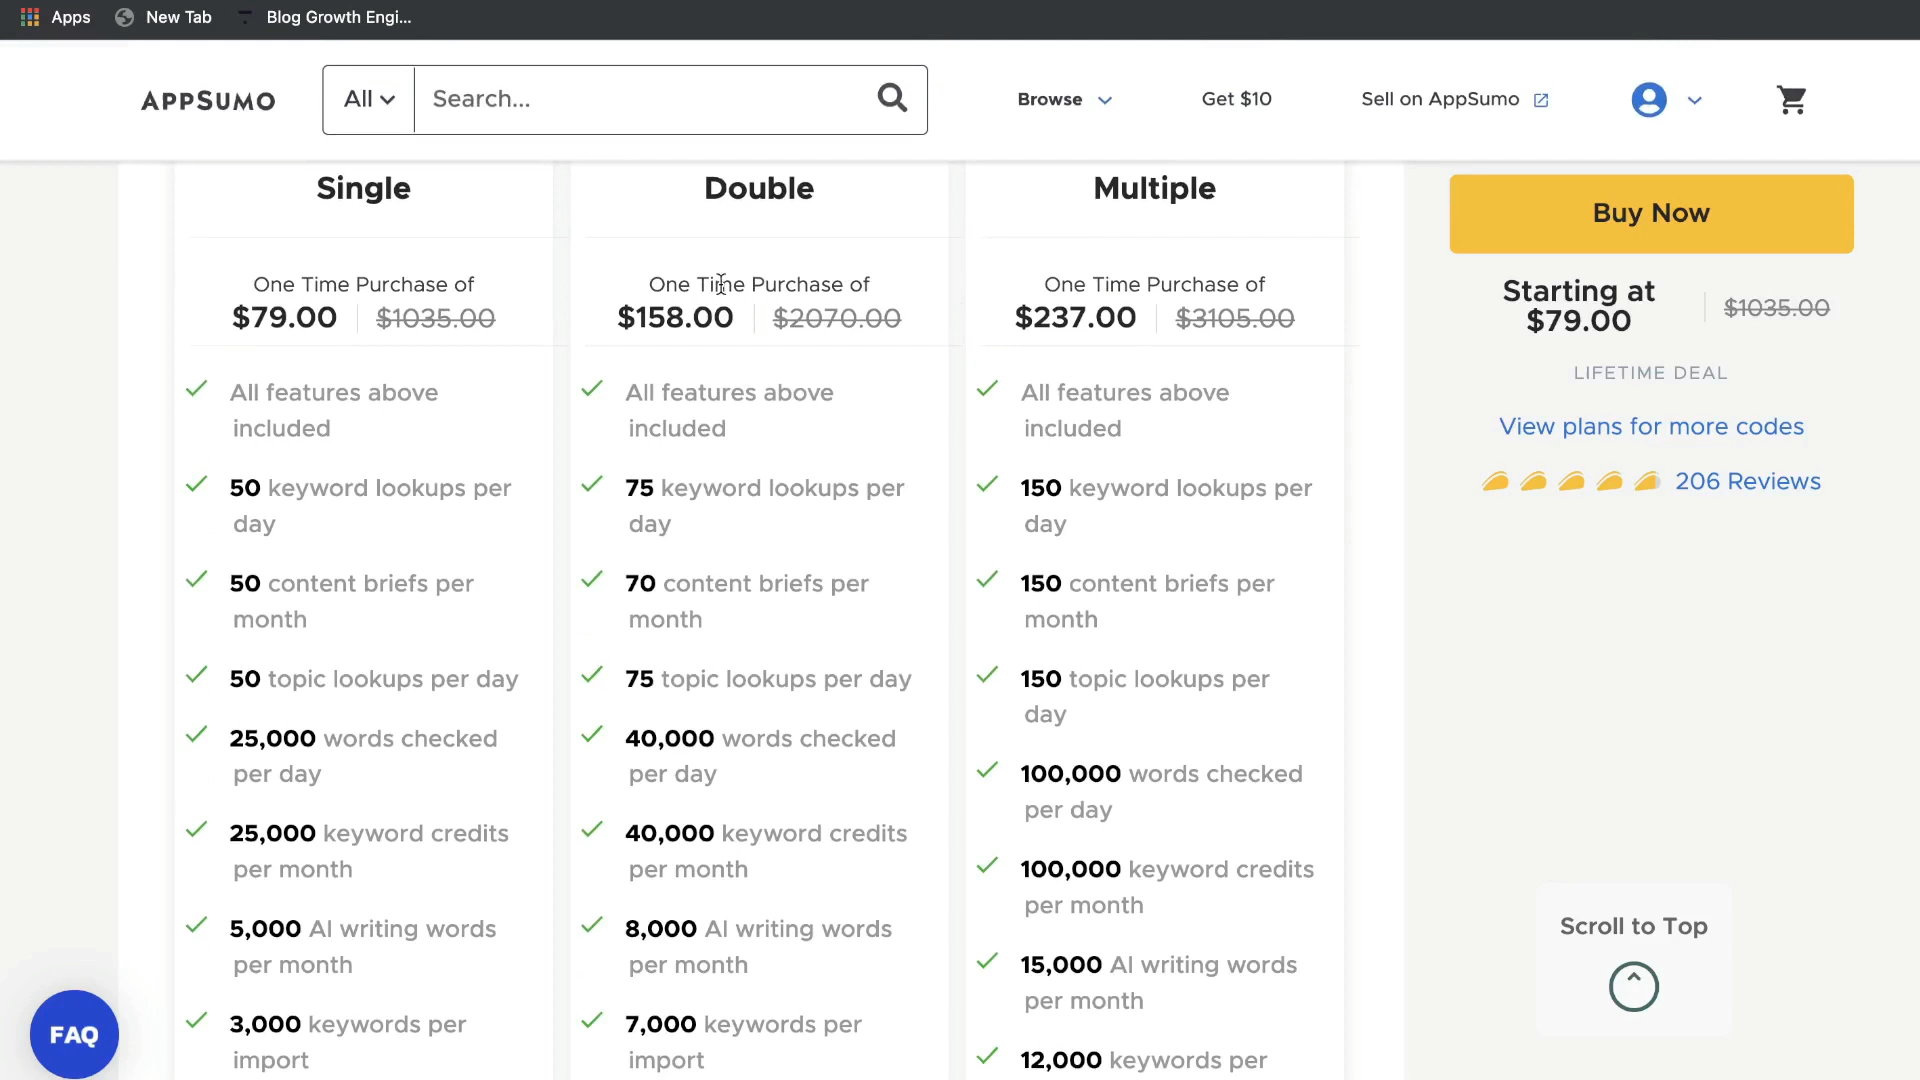 Apps New Tab Blog Growth Engi...
APPSUMO All Search... Browse Get $10 Sell on AppSumo
Single
One Time Purchase of
$79.00 $1035.00
All features above
included
50 keyword lookups per
day
50 content briefs per
month
50 topic lookups per day
25,000 words checked
per day
25,000 keyword credits
per month
5,000 AI writing words
per month
3,000 keywords per
import
Double
One Time Purchase of
$158.00 $2070.00
All features above
included
75 keyword lookups per
day
70 content briefs per
month
75 topic lookups per day
40,000 words checked
per day
40,000 keyword credits
per month
8,000 AI writing words
per month
7,000 keywords per
import
Multiple
One Time Purchase of
$237.00 $3105.00
All features above
included
150 keyword lookups per
day
150 content briefs per
month
150 topic lookups per
day
100,000 words checked
per day
100,000 keyword credits
per month
15,000 AI writing words
per month
12,000 keywords per
Buy Now
Starting at
$79.00 $1035.00
LIFETIME DEAL
View plans for more codes
206 Reviews
Scroll to Top
FAQ